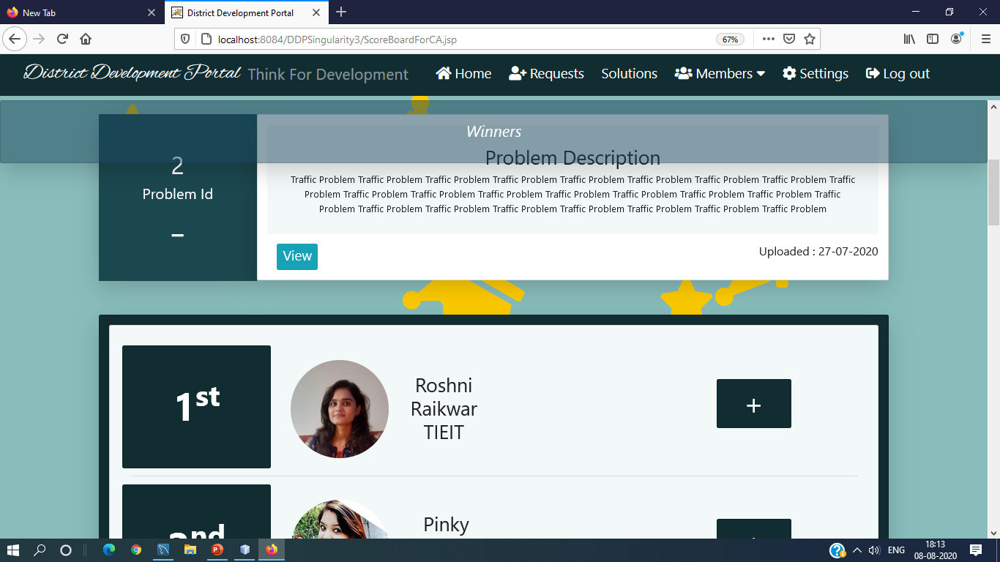 New Tab
District Development Portal
localhost:8084/DDPSingularity3/ScoreBoardForCA.jsp
67%
District Development Portal Think For Development
Home
Requests
Solutions
Members
Settings
Log out
Winners
2
Problem Id
–
Problem Description
Traffic Problem Traffic Problem Traffic Problem Traffic Problem Traffic Problem Traffic Problem Traffic Problem Traffic Problem Traffic
Problem Traffic Problem Traffic Problem Traffic Problem Traffic Problem Traffic Problem Traffic Problem Traffic Problem Traffic
Problem Traffic Problem Traffic Problem Traffic Problem Traffic Problem Traffic Problem Traffic Problem Traffic Problem
View
Uploaded : 27-07-2020
1st
Roshni
Raikwar
TIEIT
+
2nd
Pinky
ENG
18:13
08-08-2020